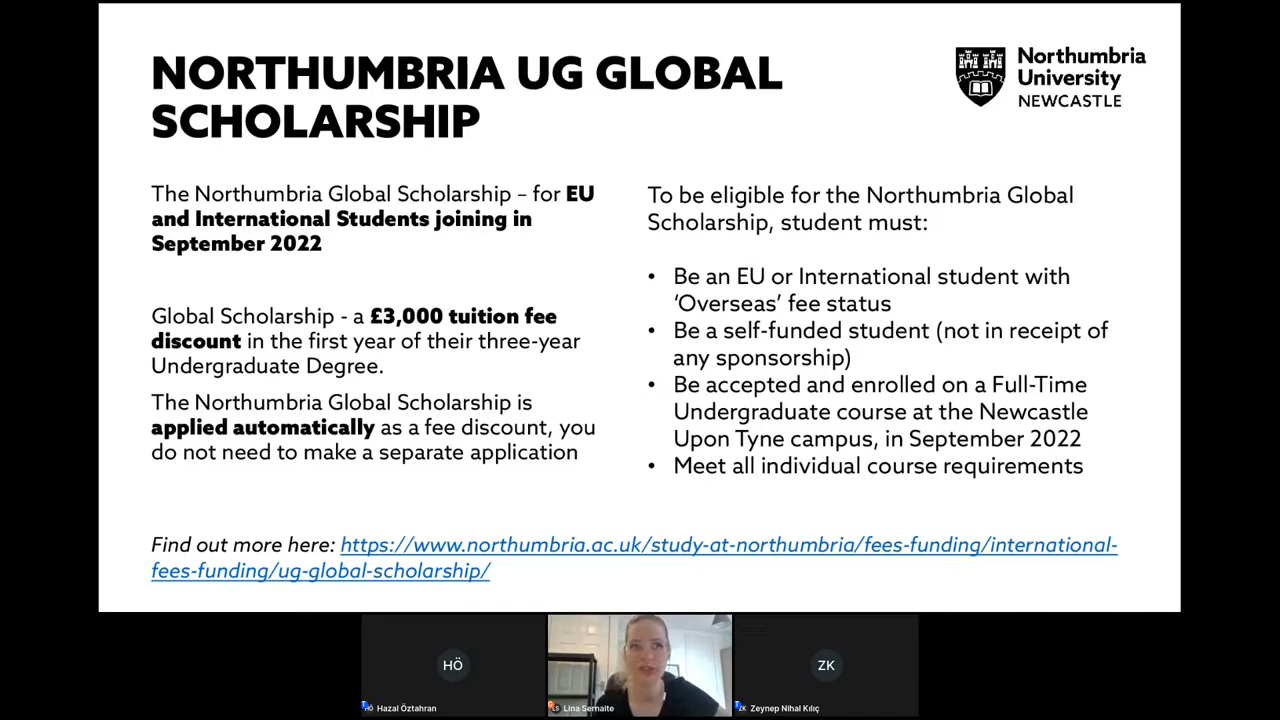 NORTHUMBRIA UG GLOBAL
SCHOLARSHIP
Northumbria
University
NEWCASTLE
The Northumbria Global Scholarship – for EU
and International Students joining in
September 2022
Global Scholarship - a £3,000 tuition fee
discount in the first year of their three-year
Undergraduate Degree.
The Northumbria Global Scholarship is
applied automatically as a fee discount, you
do not need to make a separate application
To be eligible for the Northumbria Global
Scholarship, student must:
• Be an EU or International student with
‘Overseas’ fee status
• Be a self-funded student (not in receipt of
any sponsorship)
• Be accepted and enrolled on a Full-Time
Undergraduate course at the Newcastle
Upon Tyne campus, in September 2022
• Meet all individual course requirements
Find out more here: https://www.northumbria.ac.uk/study-at-northumbria/fees-funding/international-
fees-funding/ug-global-scholarship/
HÖ
ZK
HÖ Hazal Öztahran
LS Lina Semaite
ZK Zeynep Nihal Kılıç